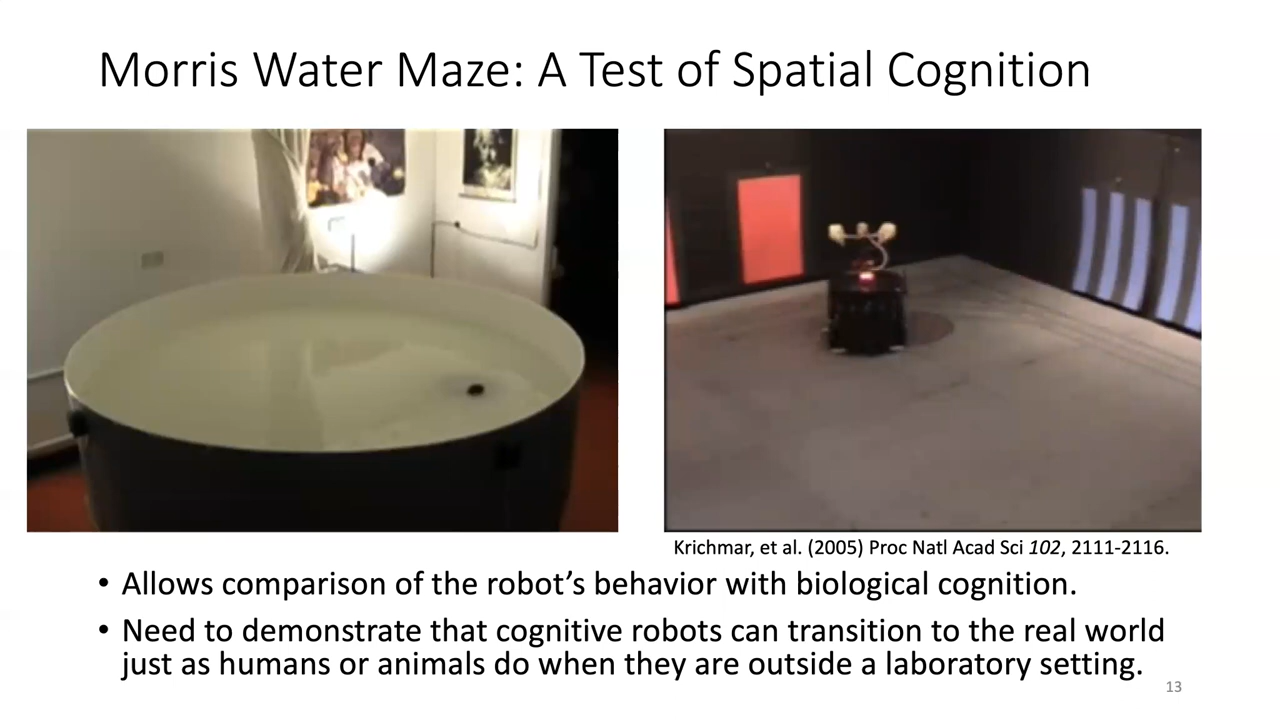 Morris Water Maze: A Test of Spatial Cognition
Krichmar, et al. (2005) Proc Natl Acad Sci 102, 2111-2116.
• Allows comparison of the robot’s behavior with biological cognition.
• Need to demonstrate that cognitive robots can transition to the real world
just as humans or animals do when they are outside a laboratory setting.
13